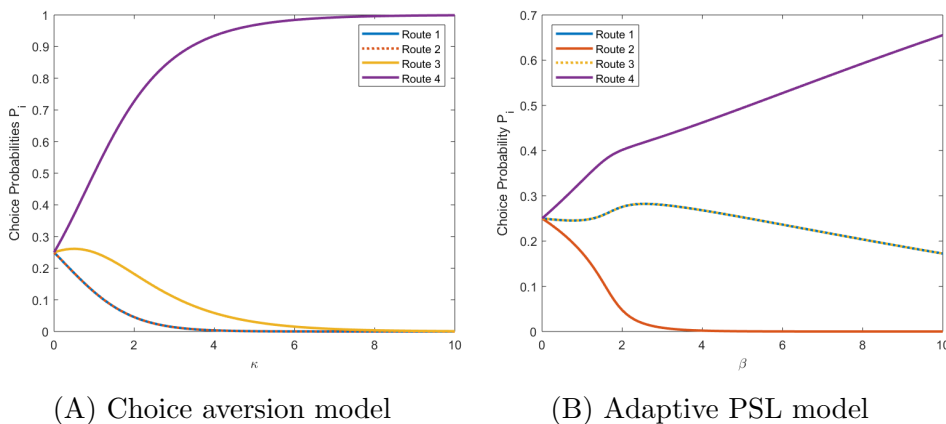 Choice Probabilities P_i
1
0.9
0.8
0.7
0.6
0.5
0.4
0.3
0.2
0.1
0
0 2 4 6 8 10
κ
Route 1
Route 2
Route 3
Route 4
(A) Choice aversion model
Choice Probability P_i
0.7
0.6
0.5
0.4
0.3
0.2
0.1
0
0 2 4 6 8 10
β
Route 1
Route 2
Route 3
Route 4
(B) Adaptive PSL model